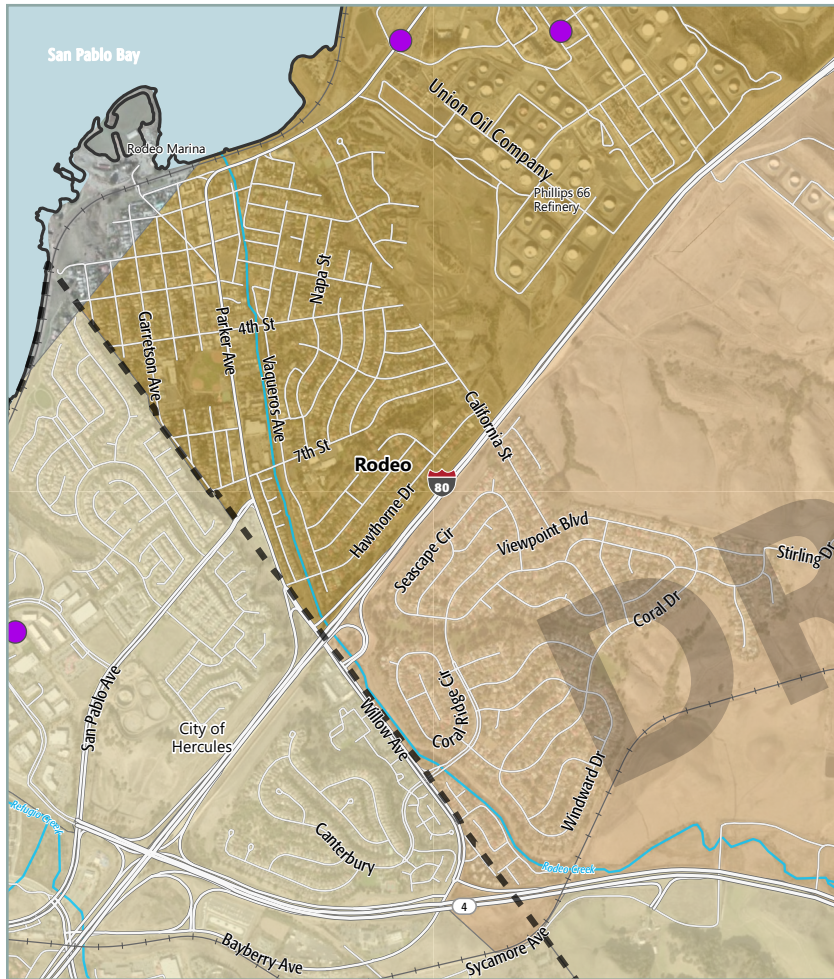 San Pablo Bay
Rodeo Marina
Union Oil Company
Phillips 66
Refinery
Napa St
Garretson Ave
Parker Ave
4th St
Vaqueros Ave
California St
7th St
Rodeo
80
Hawthorne Dr
Seascape Cir
Viewpoint Blvd
Stirling Dr
Coral Dr
DR
San Pablo Ave
City of
Hercules
Coral Ridge Cir
Willow Ave
Windward Dr
Refugio Creek
Canterbury
Rodeo Creek
4
Bayberry Ave
Sycamore Ave